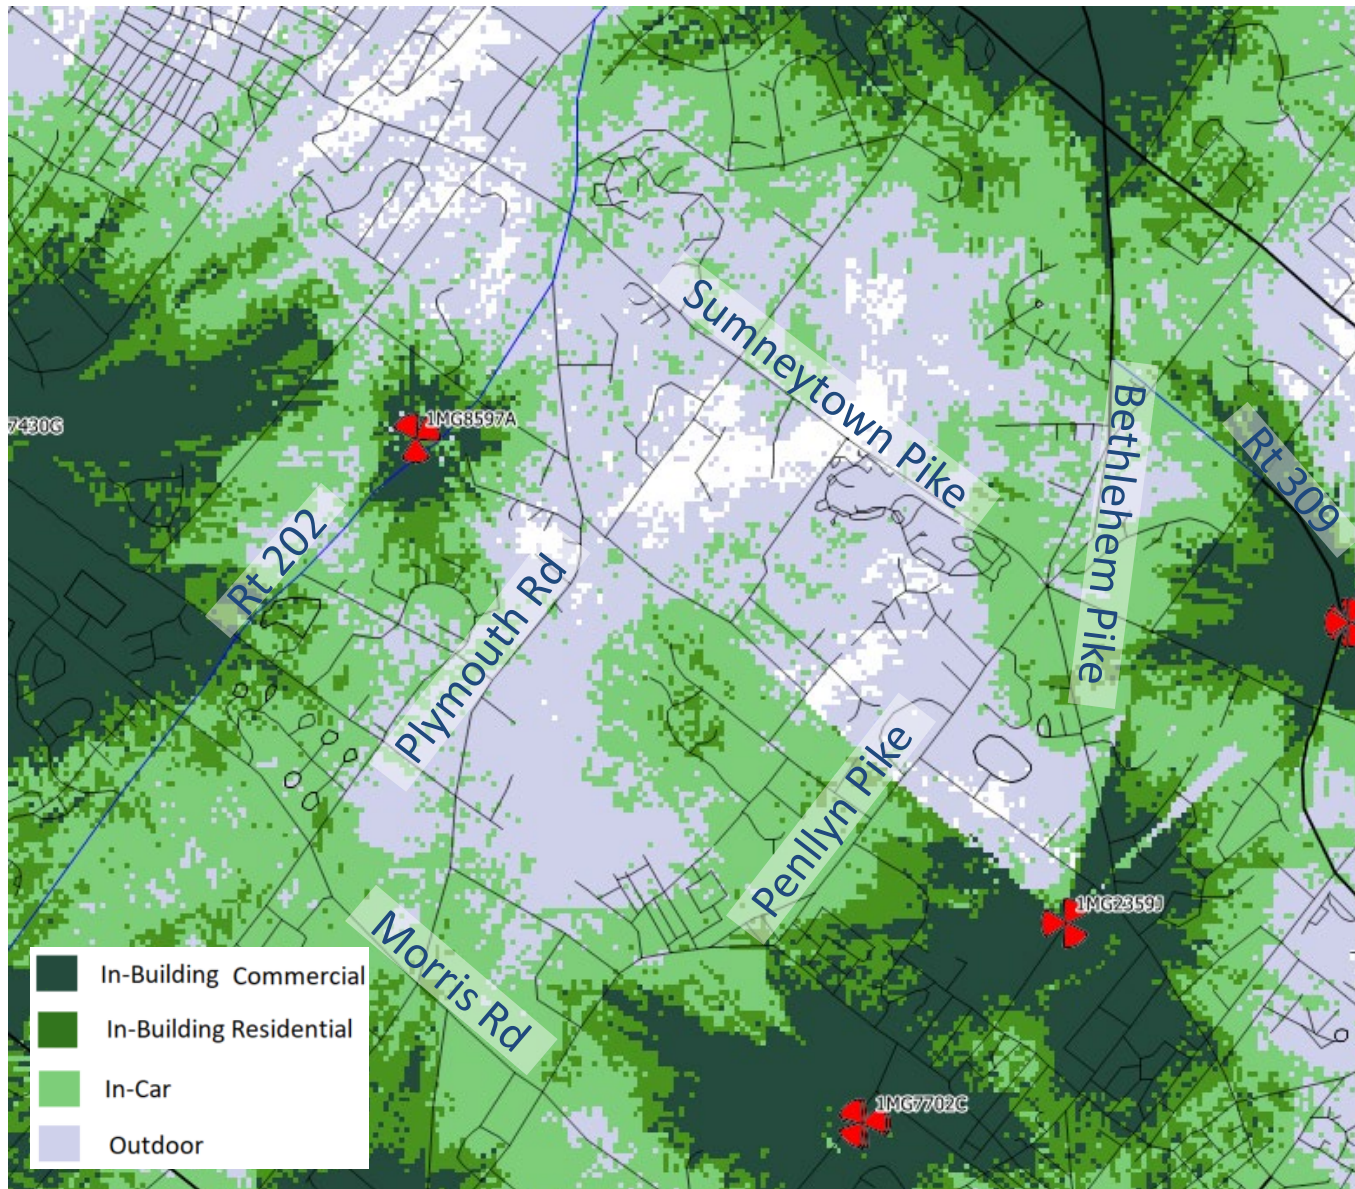 Sumneytown Pike
Bethlehem Pike
Rt 309
7430G
1MG8597A
Rt 202
Plymouth Rd
Penllyn Pike
1MG2359J
Morris Rd
1MG7702C
In-Building Commercial
In-Building Residential
In-Car
Outdoor